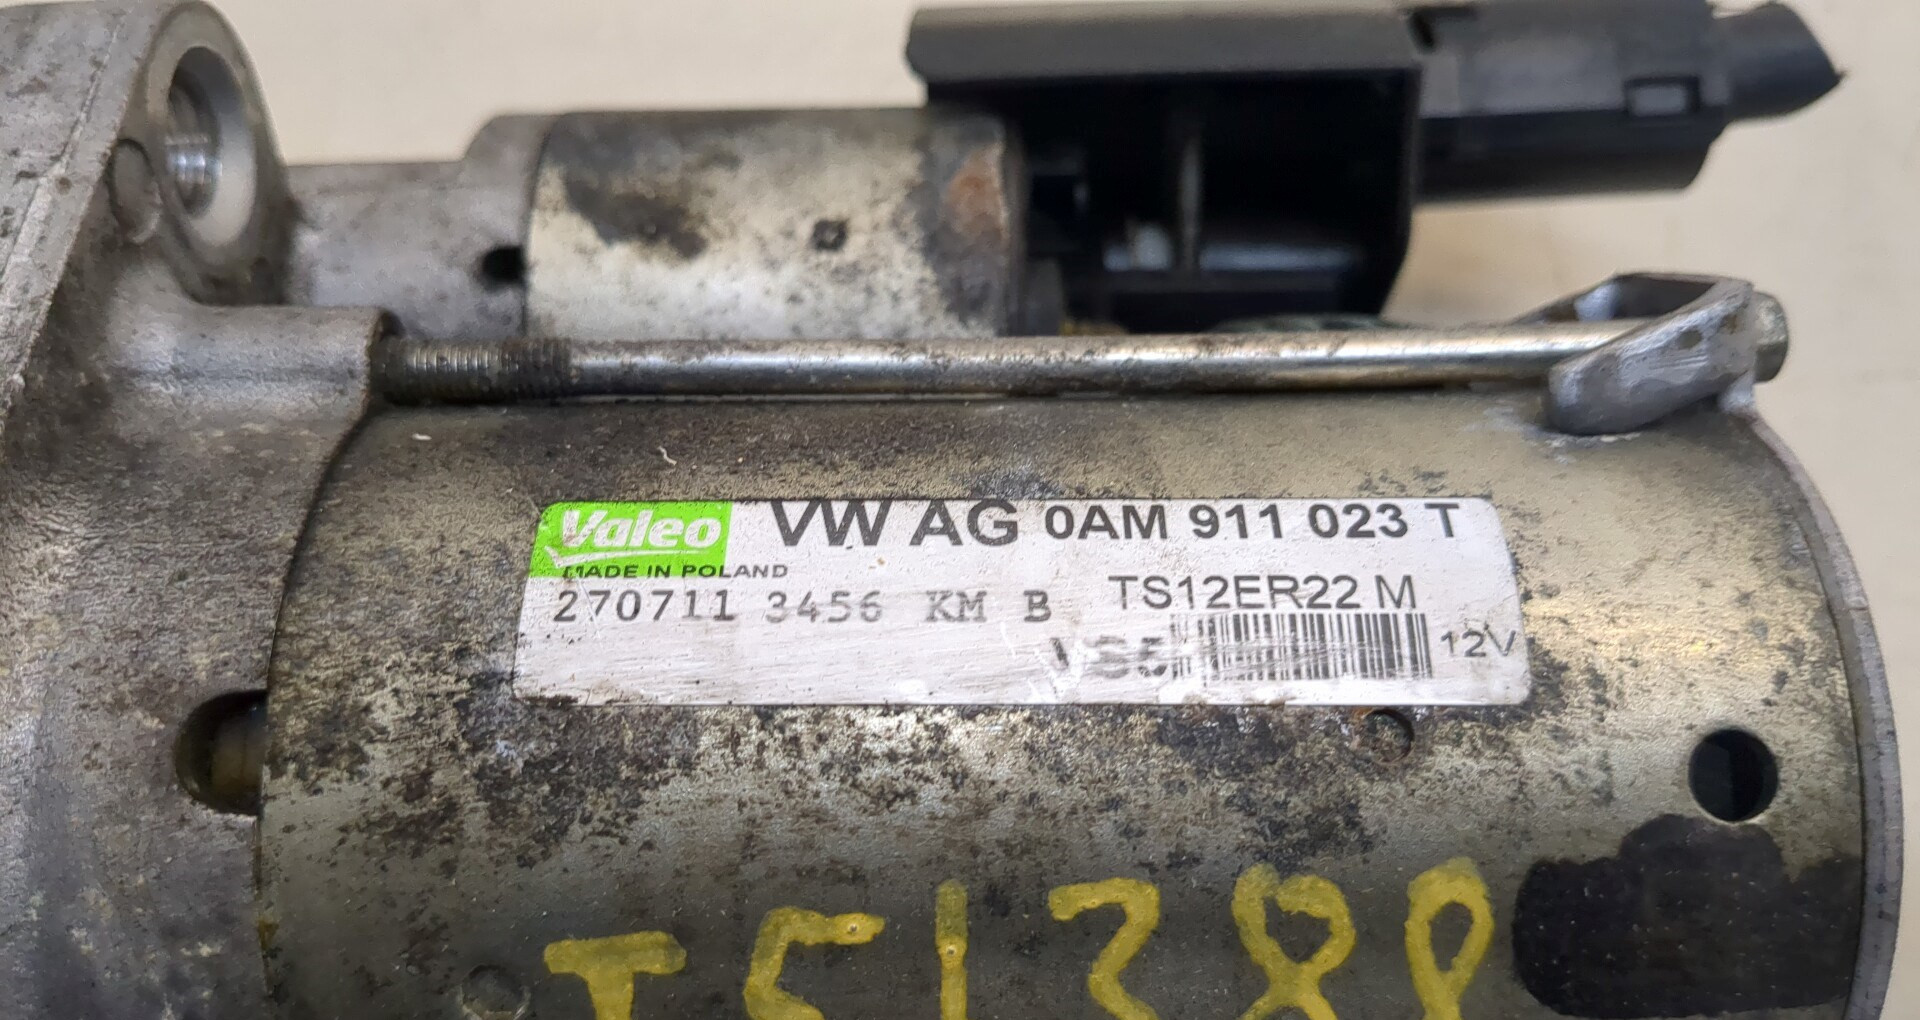 Valeo VW AG 0AM 911 023 T
MADE IN POLAND
270711 3456 KM B TS12ER22 M
12V